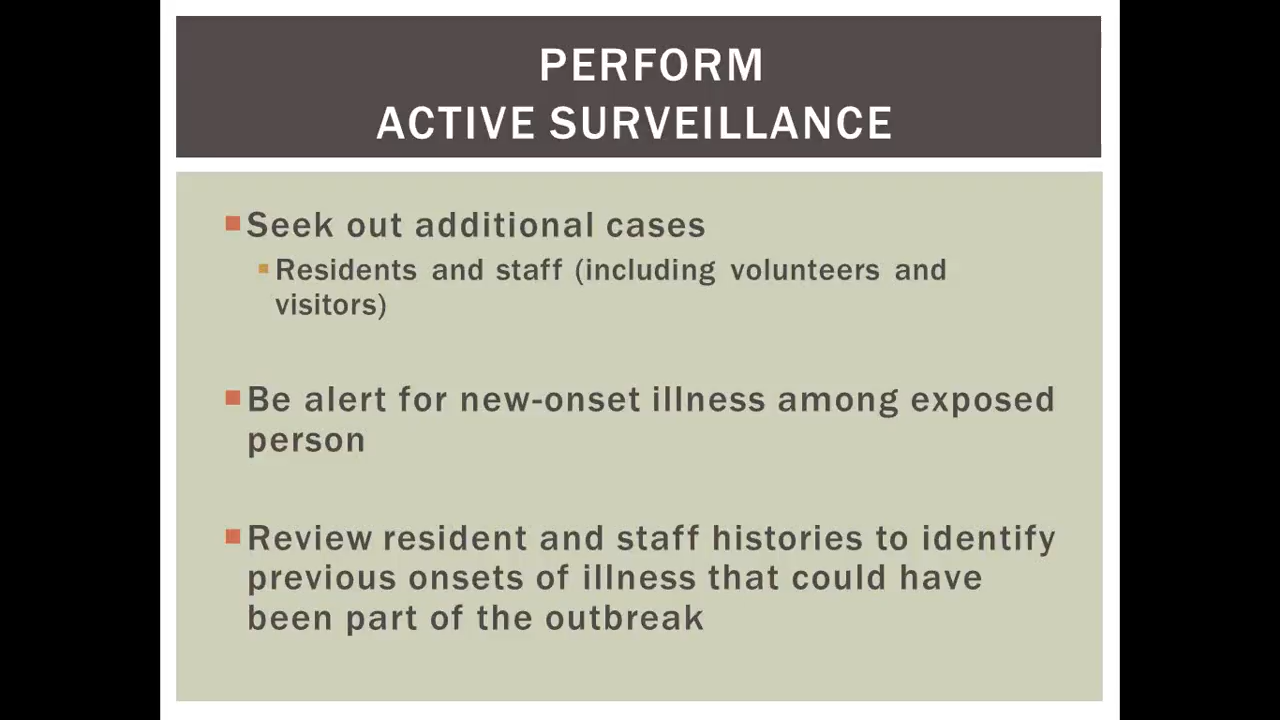 PERFORM
ACTIVE SURVEILLANCE
Seek out additional cases
Residents and staff (including volunteers and
visitors)
Be alert for new-onset illness among exposed
person
Review resident and staff histories to identify
previous onsets of illness that could have
been part of the outbreak